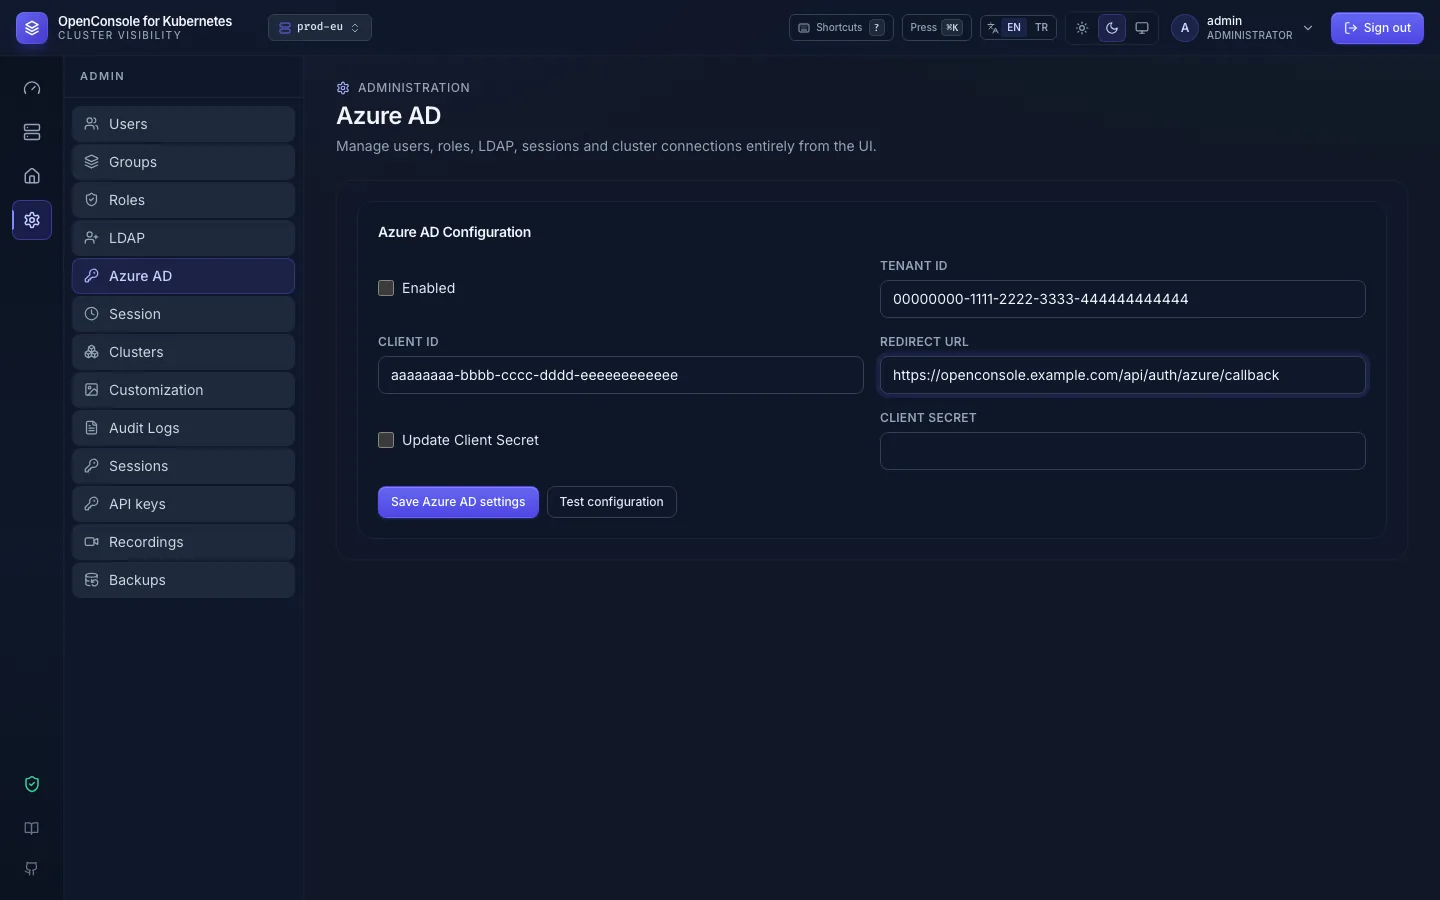 OpenConsole for Kubernetes
CLUSTER VISIBILITY
prod-eu
Shortcuts ?
Press ⌘K
EN TR
A
admin
ADMINISTRATOR
Sign out
ADMIN
Users
Groups
Roles
LDAP
Azure AD
Session
Clusters
Customization
Audit Logs
Sessions
API keys
Recordings
Backups
ADMINISTRATION
Azure AD
Manage users, roles, LDAP, sessions and cluster connections entirely from the UI.
Azure AD Configuration
Enabled
TENANT ID
00000000-1111-2222-3333-444444444444
CLIENT ID
aaaaaaaa-bbbb-cccc-dddd-eeeeeeeeeeee
REDIRECT URL
https://openconsole.example.com/api/auth/azure/callback
Update Client Secret
CLIENT SECRET
Save Azure AD settings
Test configuration